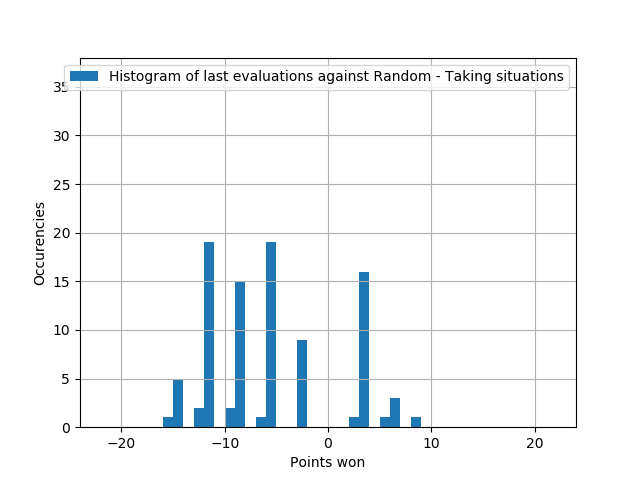 Histogram of last evaluations against Random - Taking situations
35
30
25
20
15
10
5
0
Occurencies
−20 −10 0 10 20
Points won